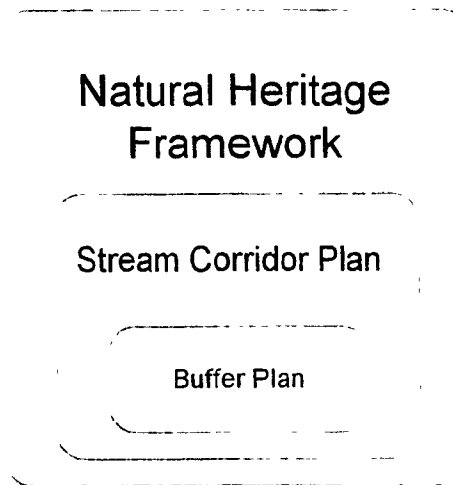 Natural Heritage
Framework
Stream Corridor Plan
Buffer Plan